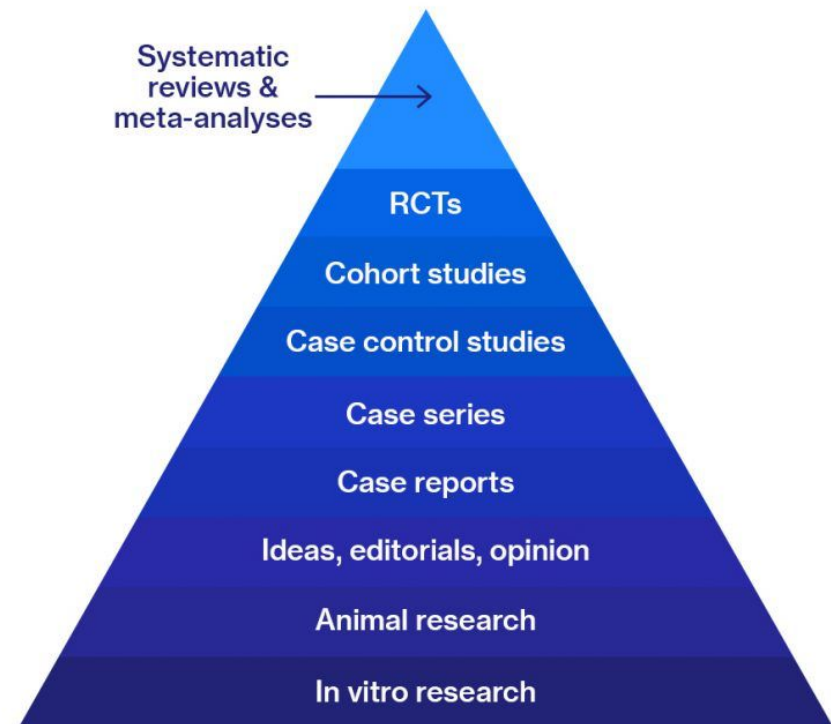 Systematic
reviews &
meta-analyses
RCTs
Cohort studies
Case control studies
Case series
Case reports
Ideas, editorials, opinion
Animal research
In vitro research